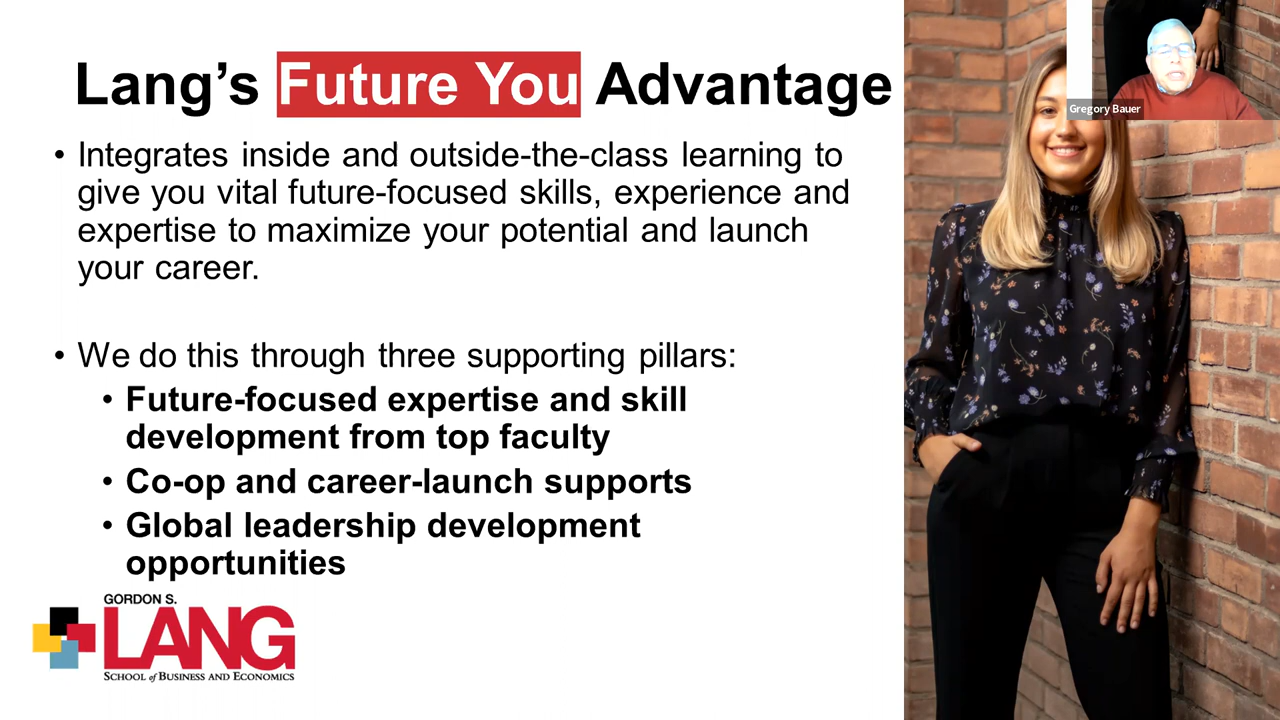 Lang’s Future You Advantage
• Integrates inside and outside-the-class learning to
give you vital future-focused skills, experience and
expertise to maximize your potential and launch
your career.
• We do this through three supporting pillars:
• Future-focused expertise and skill
development from top faculty
• Co-op and career-launch supports
• Global leadership development
opportunities
GORDON S.
LANG
SCHOOL of BUSINESS AND ECONOMICS
Gregory Bauer